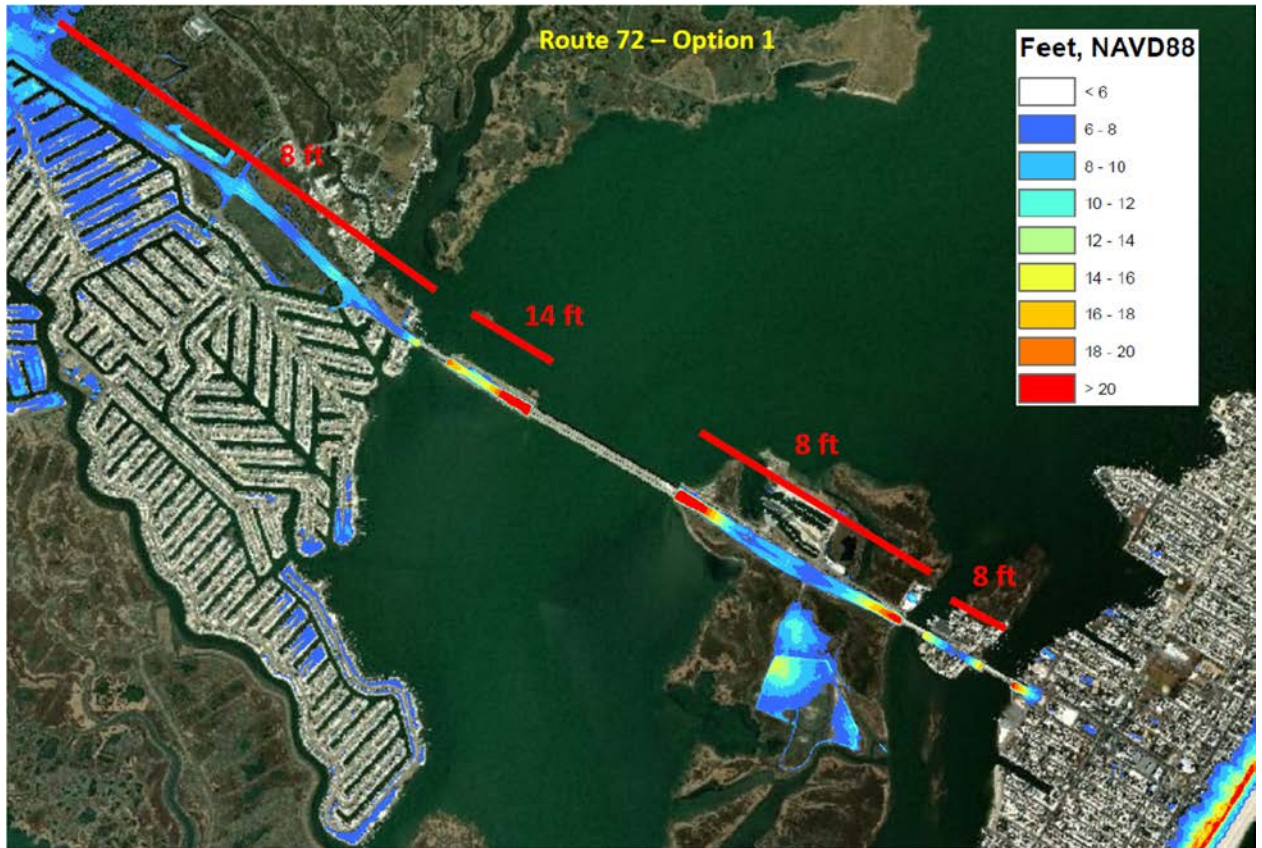 Route 72 – Option 1
Feet, NAVD88
< 6
6 - 8
8 - 10
10 - 12
12 - 14
14 - 16
16 - 18
18 - 20
> 20
8 ft
14 ft
8 ft
8 ft